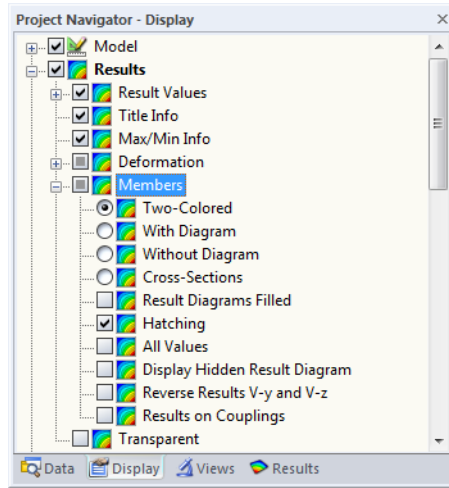 Project Navigator - Display
Model
Results
Result Values
Title Info
Max/Min Info
Deformation
Members
Two-Colored
With Diagram
Without Diagram
Cross-Sections
Result Diagrams Filled
Hatching
All Values
Display Hidden Result Diagram
Reverse Results V-y and V-z
Results on Couplings
Transparent
Data Display Views Results